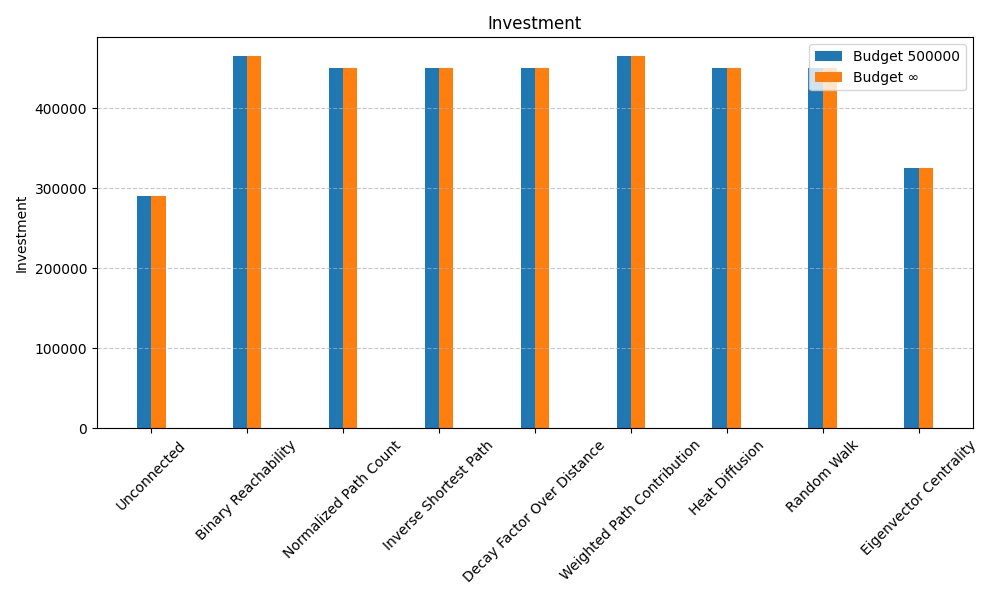 Investment
Budget 500000
Budget ∞
Investment
400000
300000
200000
100000
0
Unconnected
Binary Reachability
Normalized Path Count
Inverse Shortest Path
Decay Factor Over Distance
Weighted Path Contribution
Heat Diffusion
Random Walk
Eigenvector Centrality